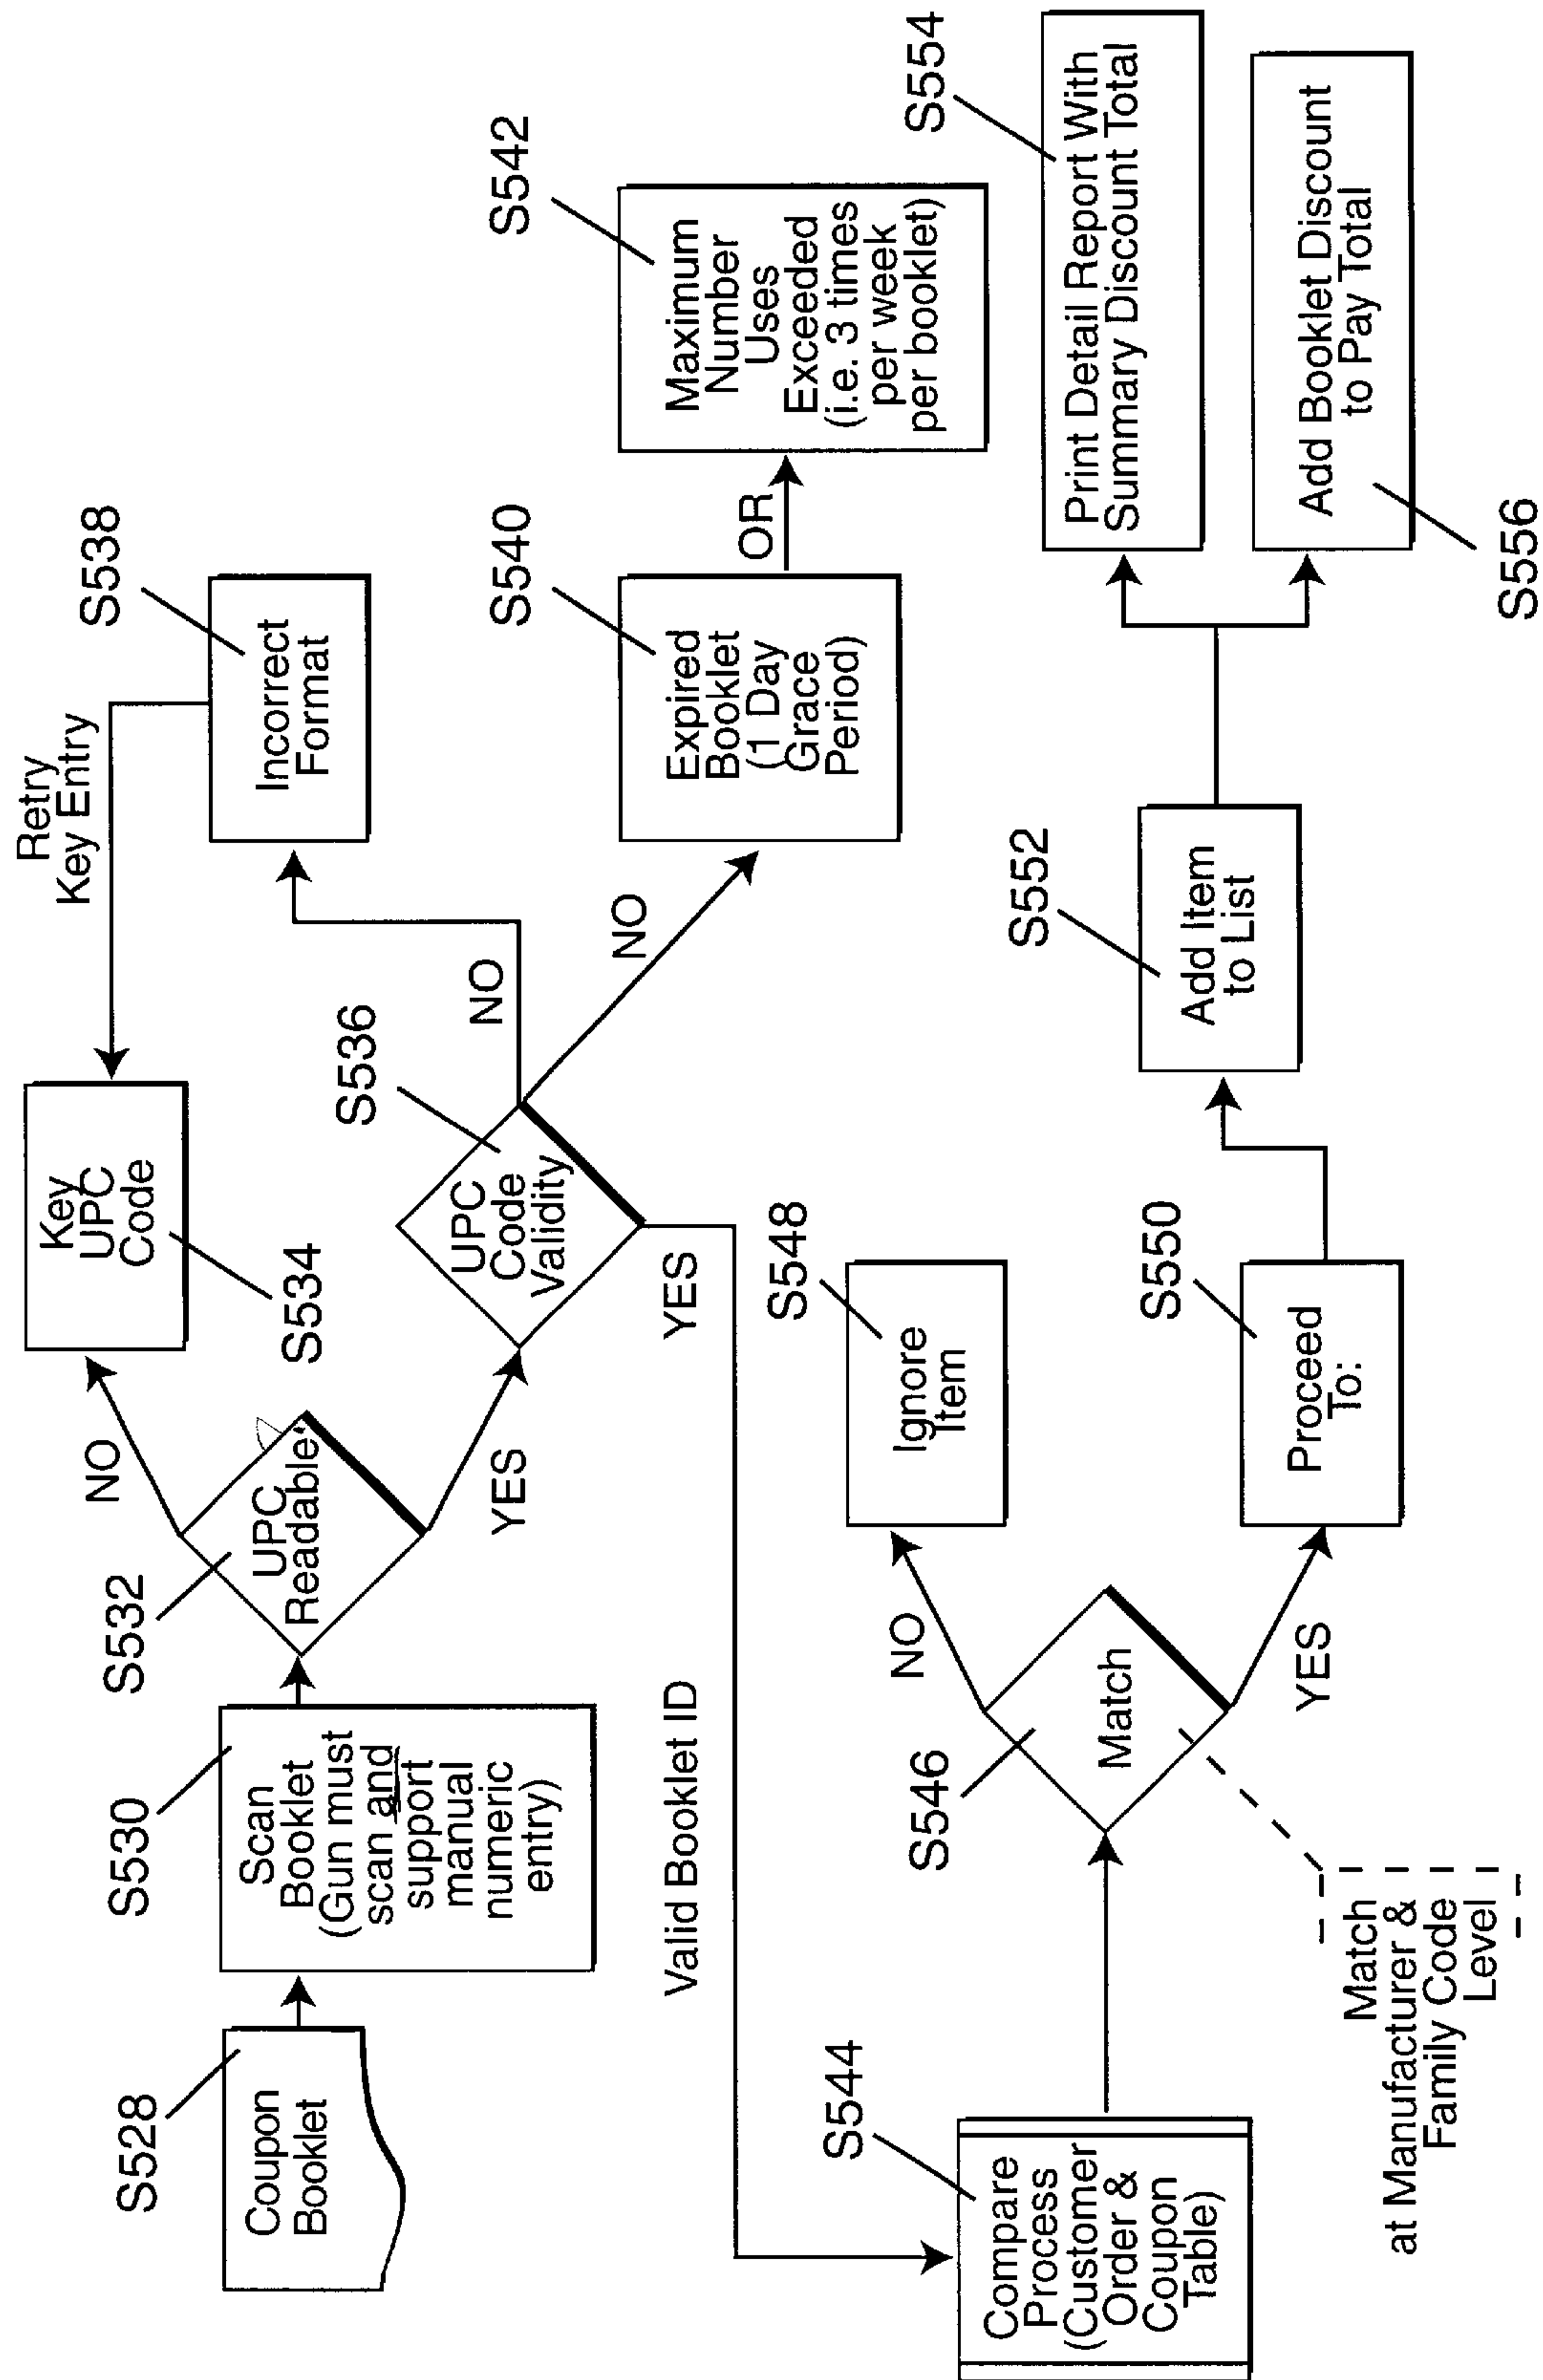 S528
Coupon
Booklet
S530
Scan
Booklet
(Gun must
scan and
support
manual
numeric
entry)
S532
UPC
Readable
NO
YES
Key
UPC
Code
S534
Retry
Key Entry
S536
UPC
Code
Validity
NO
NO
YES
S538
Incorrect
Format
S540
Expired
Booklet
(1 Day
Grace
Period)
OR
S542
Maximum
Number
Uses
Exceeded
(i.e. 3 times
per week
per booklet)
Valid Booklet ID
S544
Compare
Process
(Customer
Order &
Coupon
Table)
S546
Match
NO
YES
Match
at Manufacturer &
Family Code
Level
S548
Ignore
Item
S550
Proceed
To:
S552
Add Item
to List
S554
Print Detail Report With
Summary Discount Total
Add Booklet Discount
to Pay Total
S556